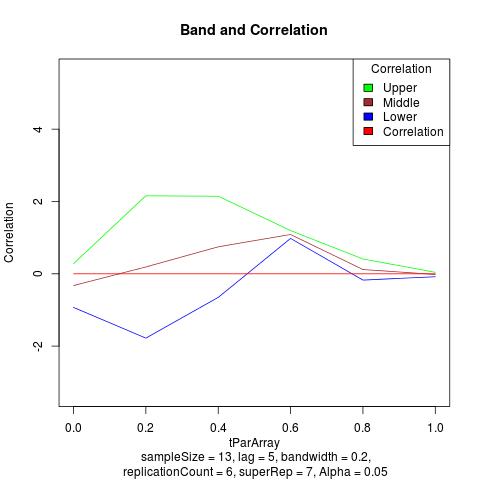 Band and Correlation
Correlation
Upper
Middle
Lower
Correlation
Correlation
4
2
0
-2
0.0 0.2 0.4 0.6 0.8 1.0
tParArray
sampleSize = 13, lag = 5, bandwidth = 0.2,
replicationCount = 6, superRep = 7, Alpha = 0.05